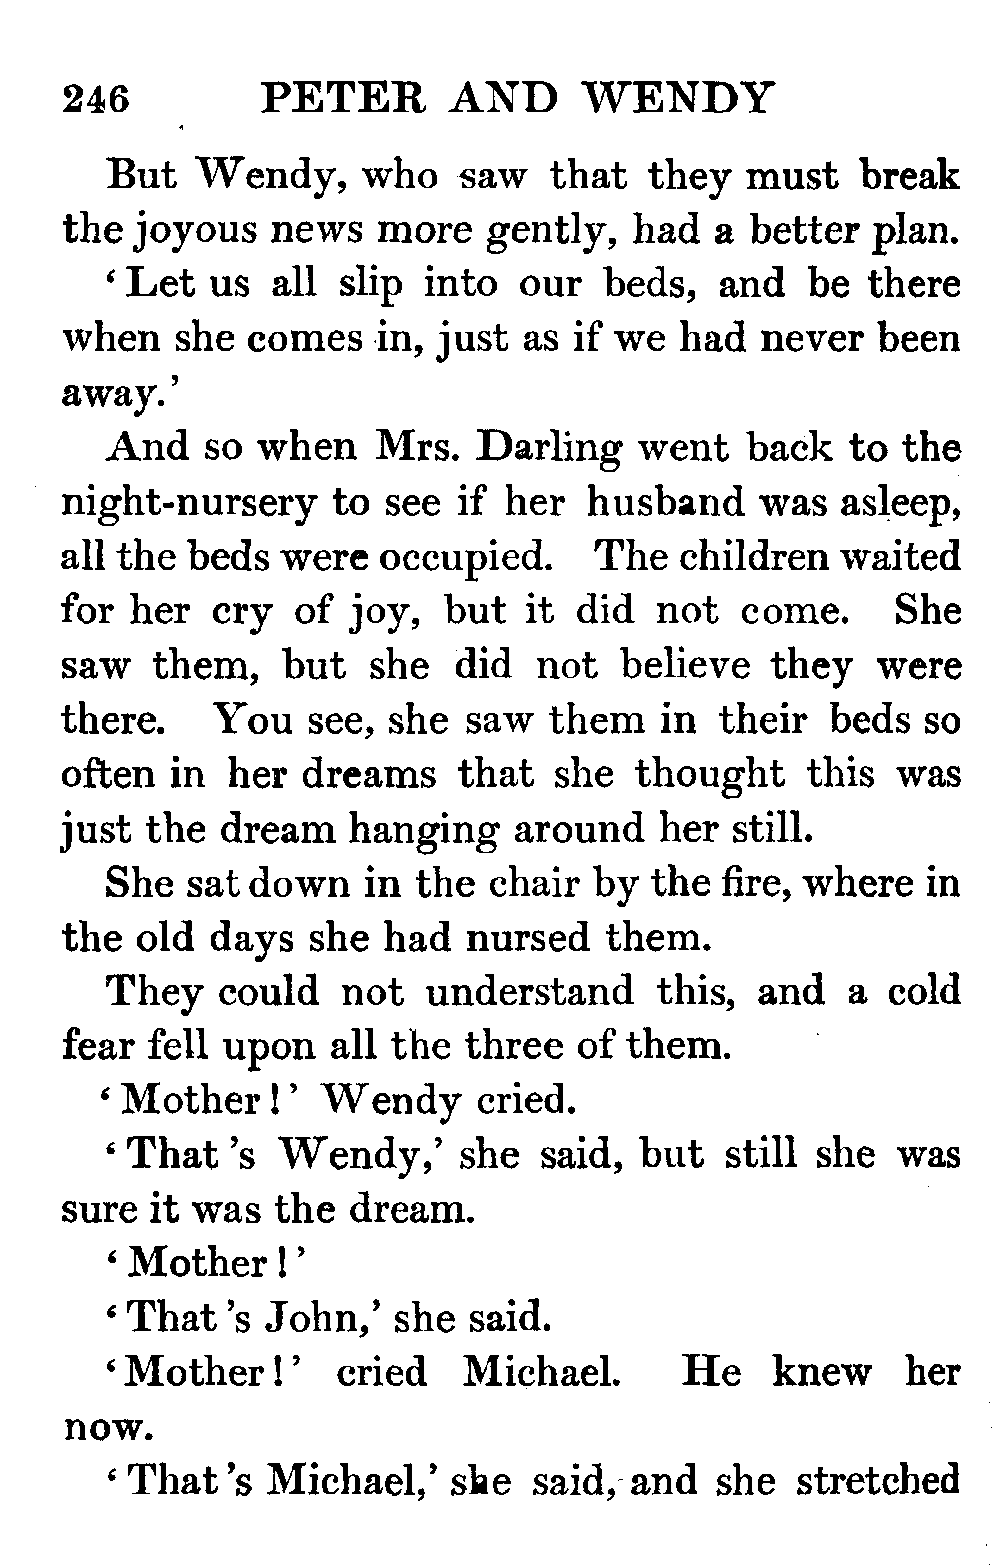 246 PETER AND WENDY
But Wendy, who saw that they must break
the joyous news more gently, had a better plan.
‘Let us all slip into our beds, and be there
when she comes in, just as if we had never been
away.’
And so when Mrs. Darling went back to the
night-nursery to see if her husband was asleep,
all the beds were occupied. The children waited
for her cry of joy, but it did not come. She
saw them, but she did not believe they were
there. You see, she saw them in their beds so
often in her dreams that she thought this was
just the dream hanging around her still.
She sat down in the chair by the fire, where in
the old days she had nursed them.
They could not understand this, and a cold
fear fell upon all the three of them.
‘Mother!’ Wendy cried.
‘That 's Wendy,’ she said, but still she was
sure it was the dream.
‘Mother!’
‘That 's John,’ she said.
‘Mother!’ cried Michael. He knew her
now.
‘That 's Michael,’ she said, and she stretched